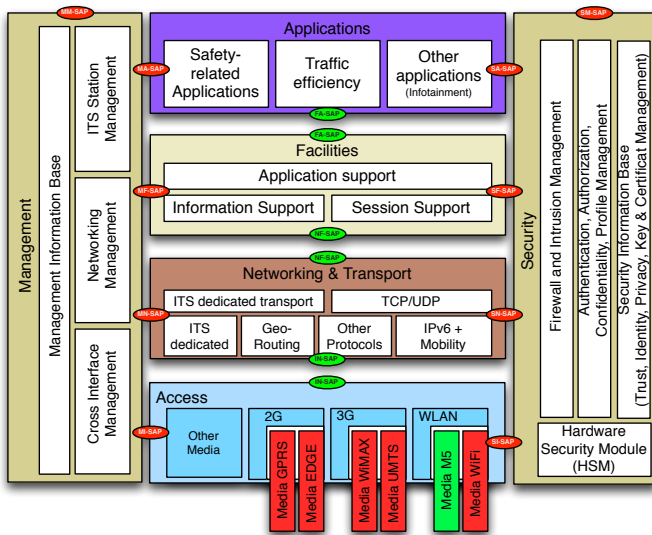 MM-SAP
SM-SAP
Management
Management Information Base
ITS Station
Management
Networking
Management
Cross Interface
Management
MA-SAP
MF-SAP
MN-SAP
MI-SAP
Applications
Safety-
related
Applications
Traffic
efficiency
Other
applications
(Infotainment)
FA-SAP
FA-SAP
Facilities
Application support
Information Support
Session Support
NF-SAP
NF-SAP
Networking & Transport
ITS dedicated transport
TCP/UDP
ITS
dedicated
Geo-
Routing
Other
Protocols
IPv6 +
Mobility
IN-SAP
IN-SAP
Access
Other
Media
2G
Media GPRS
Media EDGE
3G
Media WiMAX
Media UMTS
WLAN
Media M5
Media WiFi
SA-SAP
SF-SAP
SN-SAP
SI-SAP
Security
Firewall and Intrusion Management
Authentication, Authorization,
Confidentiality, Profile Management
Security Information Base
(Trust, Identity, Privacy, Key & Certificat Management)
Hardware
Security Module
(HSM)